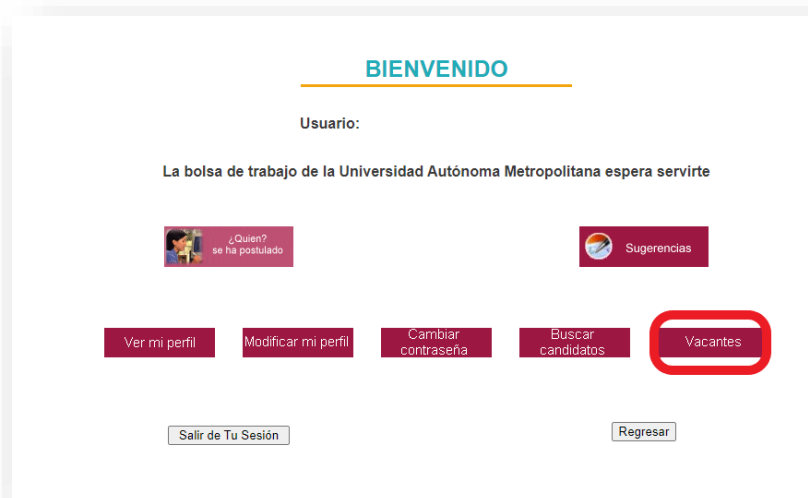 BIENVENIDO
Usuario:
La bolsa de trabajo de la Universidad Autónoma Metropolitana espera servirte
¿Quien?
se ha postulado
Sugerencias
Ver mi perfil
Modificar mi perfil
Cambiar
contraseña
Buscar
candidatos
Vacantes
Salir de Tu Sesión
Regresar